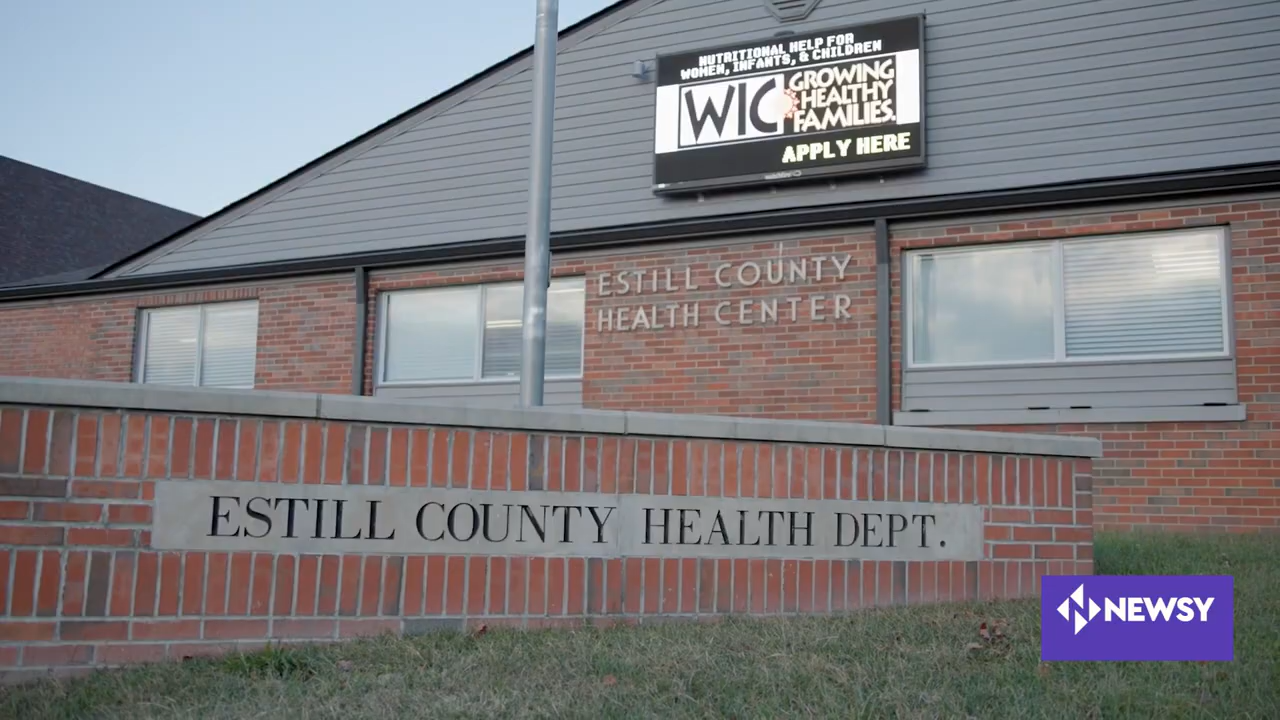 NUTRITIONAL HELP FOR
WOMEN, INFANTS, & CHILDREN
WIC
GROWING
HEALTHY
FAMILIES.
APPLY HERE
ESTILL COUNTY
HEALTH CENTER
ESTILL COUNTY HEALTH DEPT.
NEWSY